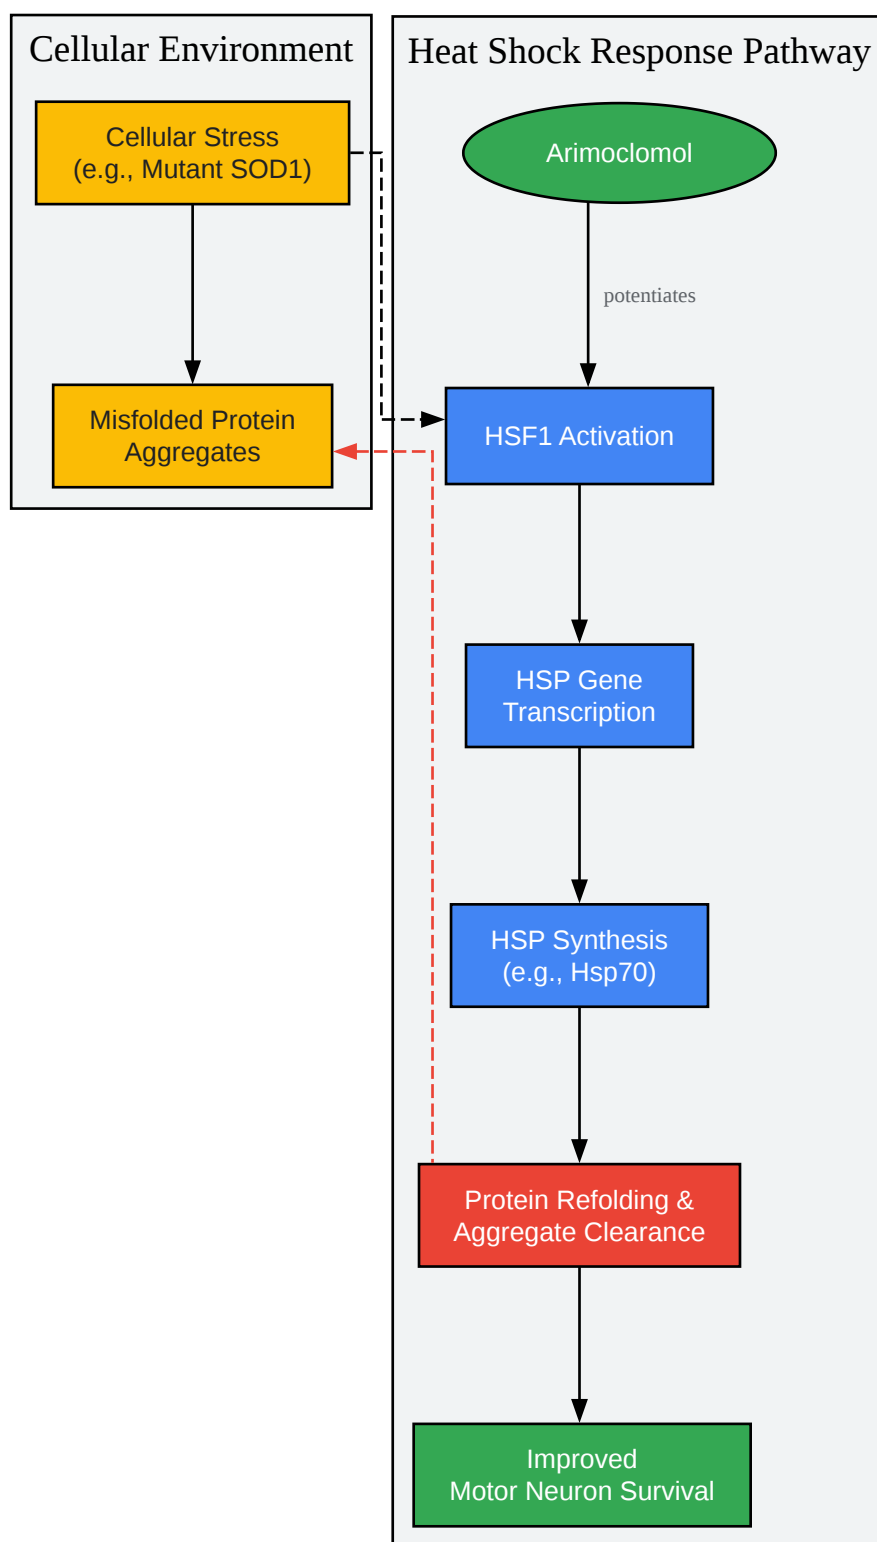 Cellular Environment
Cellular Stress
(e.g., Mutant SOD1)
Misfolded Protein
Aggregates
Heat Shock Response Pathway
Arimoclomol
potentiates
HSF1 Activation
HSP Gene
Transcription
HSP Synthesis
(e.g., Hsp70)
Protein Refolding &
Aggregate Clearance
Improved
Motor Neuron Survival